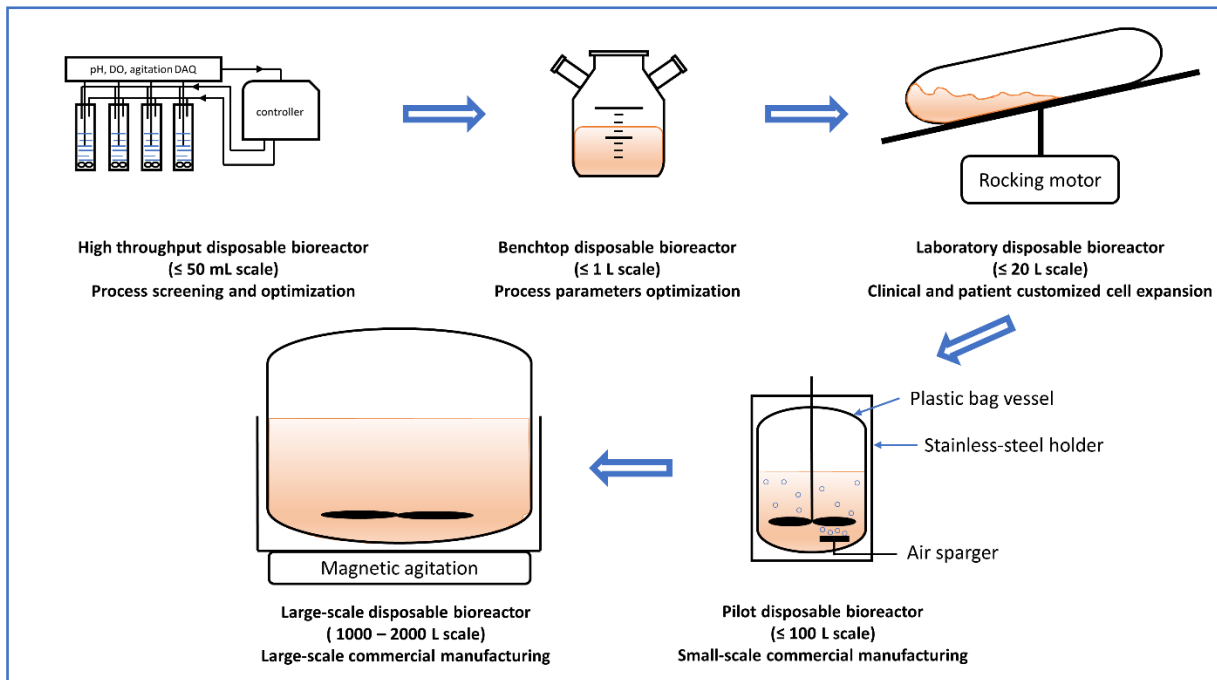 pH, DO, agitation DAQ
controller
High throughput disposable bioreactor
(≤ 50 mL scale)
Process screening and optimization
Benchtop disposable bioreactor
(≤ 1 L scale)
Process parameters optimization
Rocking motor
Laboratory disposable bioreactor
(≤ 20 L scale)
Clinical and patient customized cell expansion
Plastic bag vessel
Stainless-steel holder
Air sparger
Pilot disposable bioreactor
(≤ 100 L scale)
Small-scale commercial manufacturing
Magnetic agitation
Large-scale disposable bioreactor
( 1000 – 2000 L scale)
Large-scale commercial manufacturing